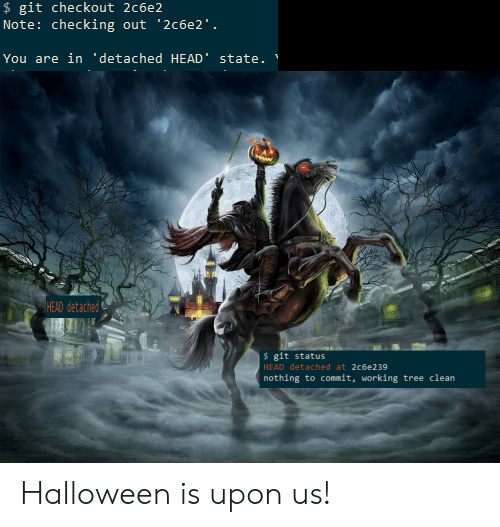 $ git checkout 2c6e2
Note: checking out '2c6e2'.
You are in 'detached HEAD' state.
HEAD detached
$ git status
HEAD detached at 2c6e239
nothing to commit, working tree clean
Halloween is upon us!